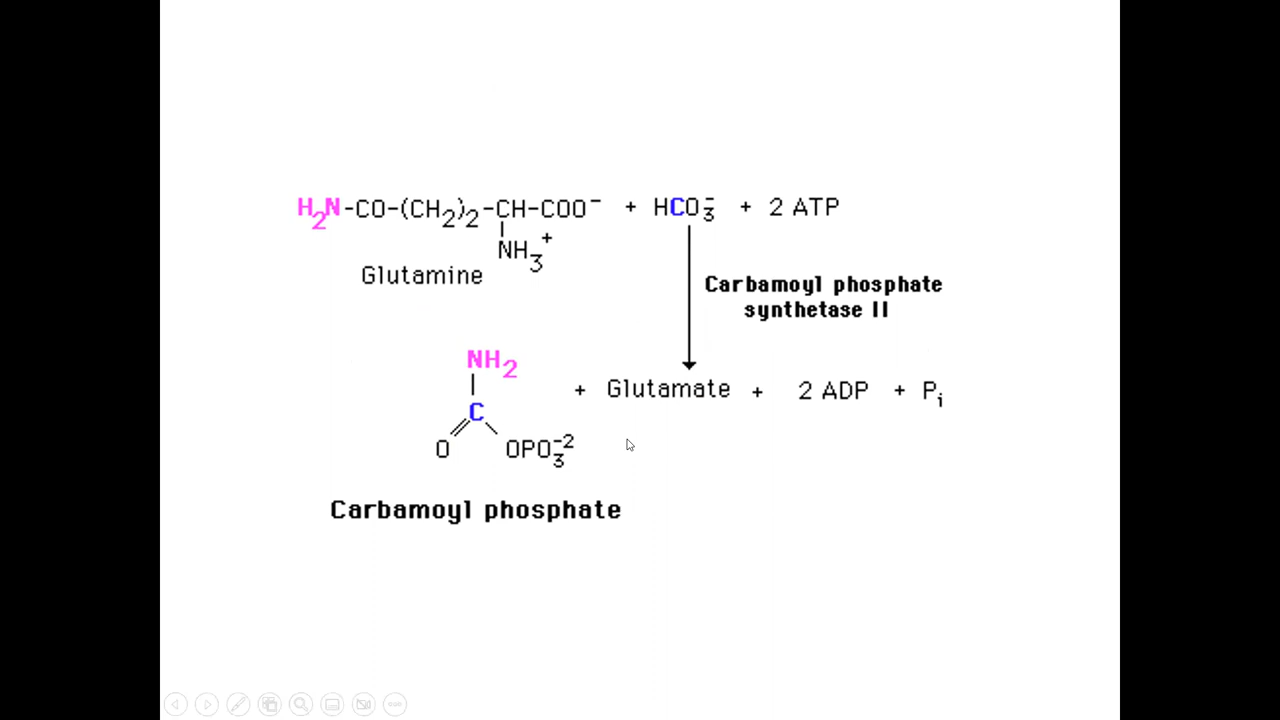 H2N-CO-(CH2)2-CH-COO- + HCO3- + 2 ATP
NH3+
Glutamine
Carbamoyl phosphate
synthetase II
NH2
+ Glutamate + 2 ADP + Pi
C
O OPO3-2
Carbamoyl phosphate